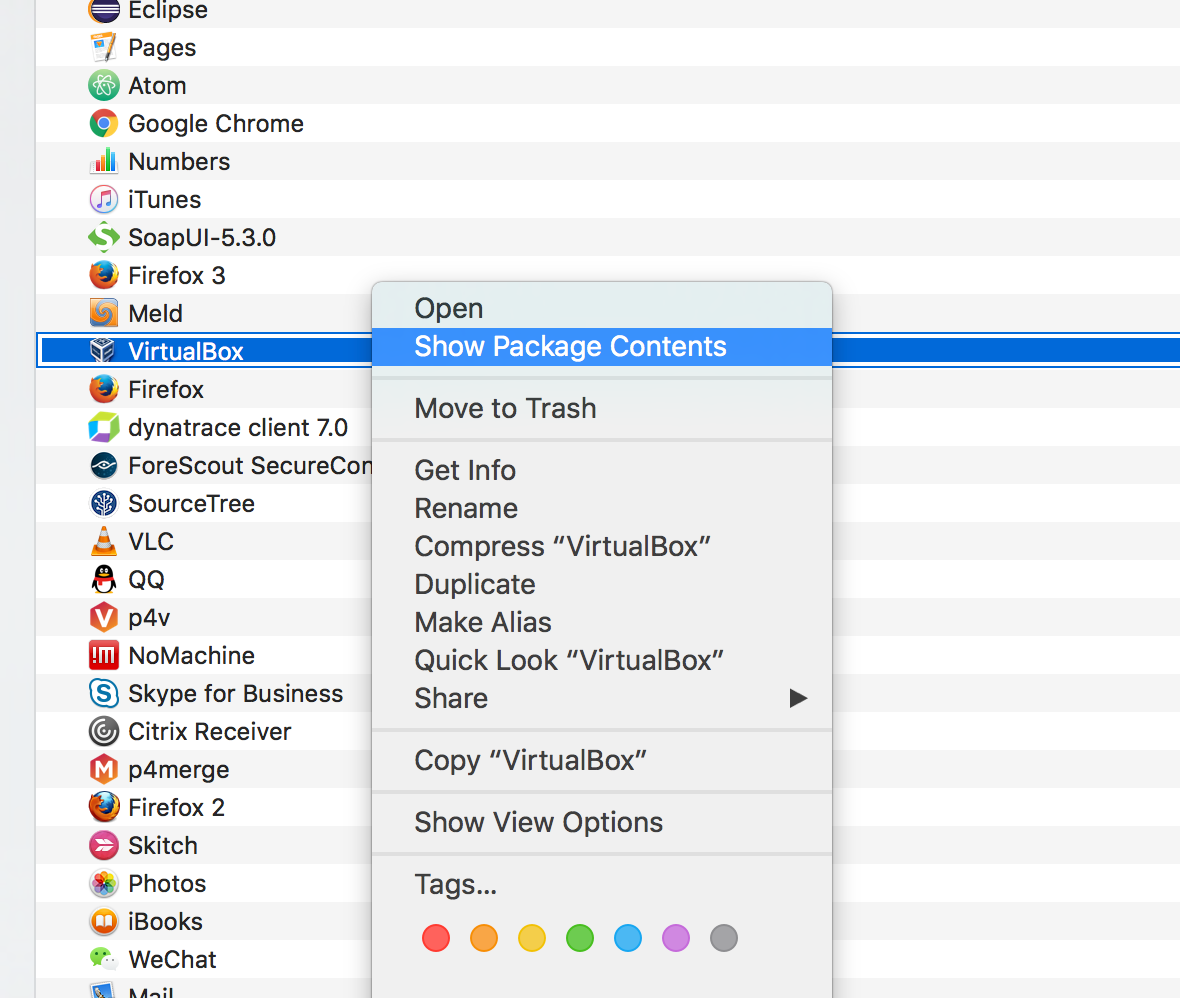 Eclipse
Pages
Atom
Google Chrome
Numbers
iTunes
SoapUI-5.3.0
Firefox 3
Meld
VirtualBox
Firefox
dynatrace client 7.0
ForeScout SecureCon
SourceTree
VLC
QQ
p4v
NoMachine
Skype for Business
Citrix Receiver
p4merge
Firefox 2
Skitch
Photos
iBooks
WeChat
Mail
Open
Show Package Contents
Move to Trash
Get Info
Rename
Compress “VirtualBox”
Duplicate
Make Alias
Quick Look “VirtualBox”
Share
Copy “VirtualBox”
Show View Options
Tags...